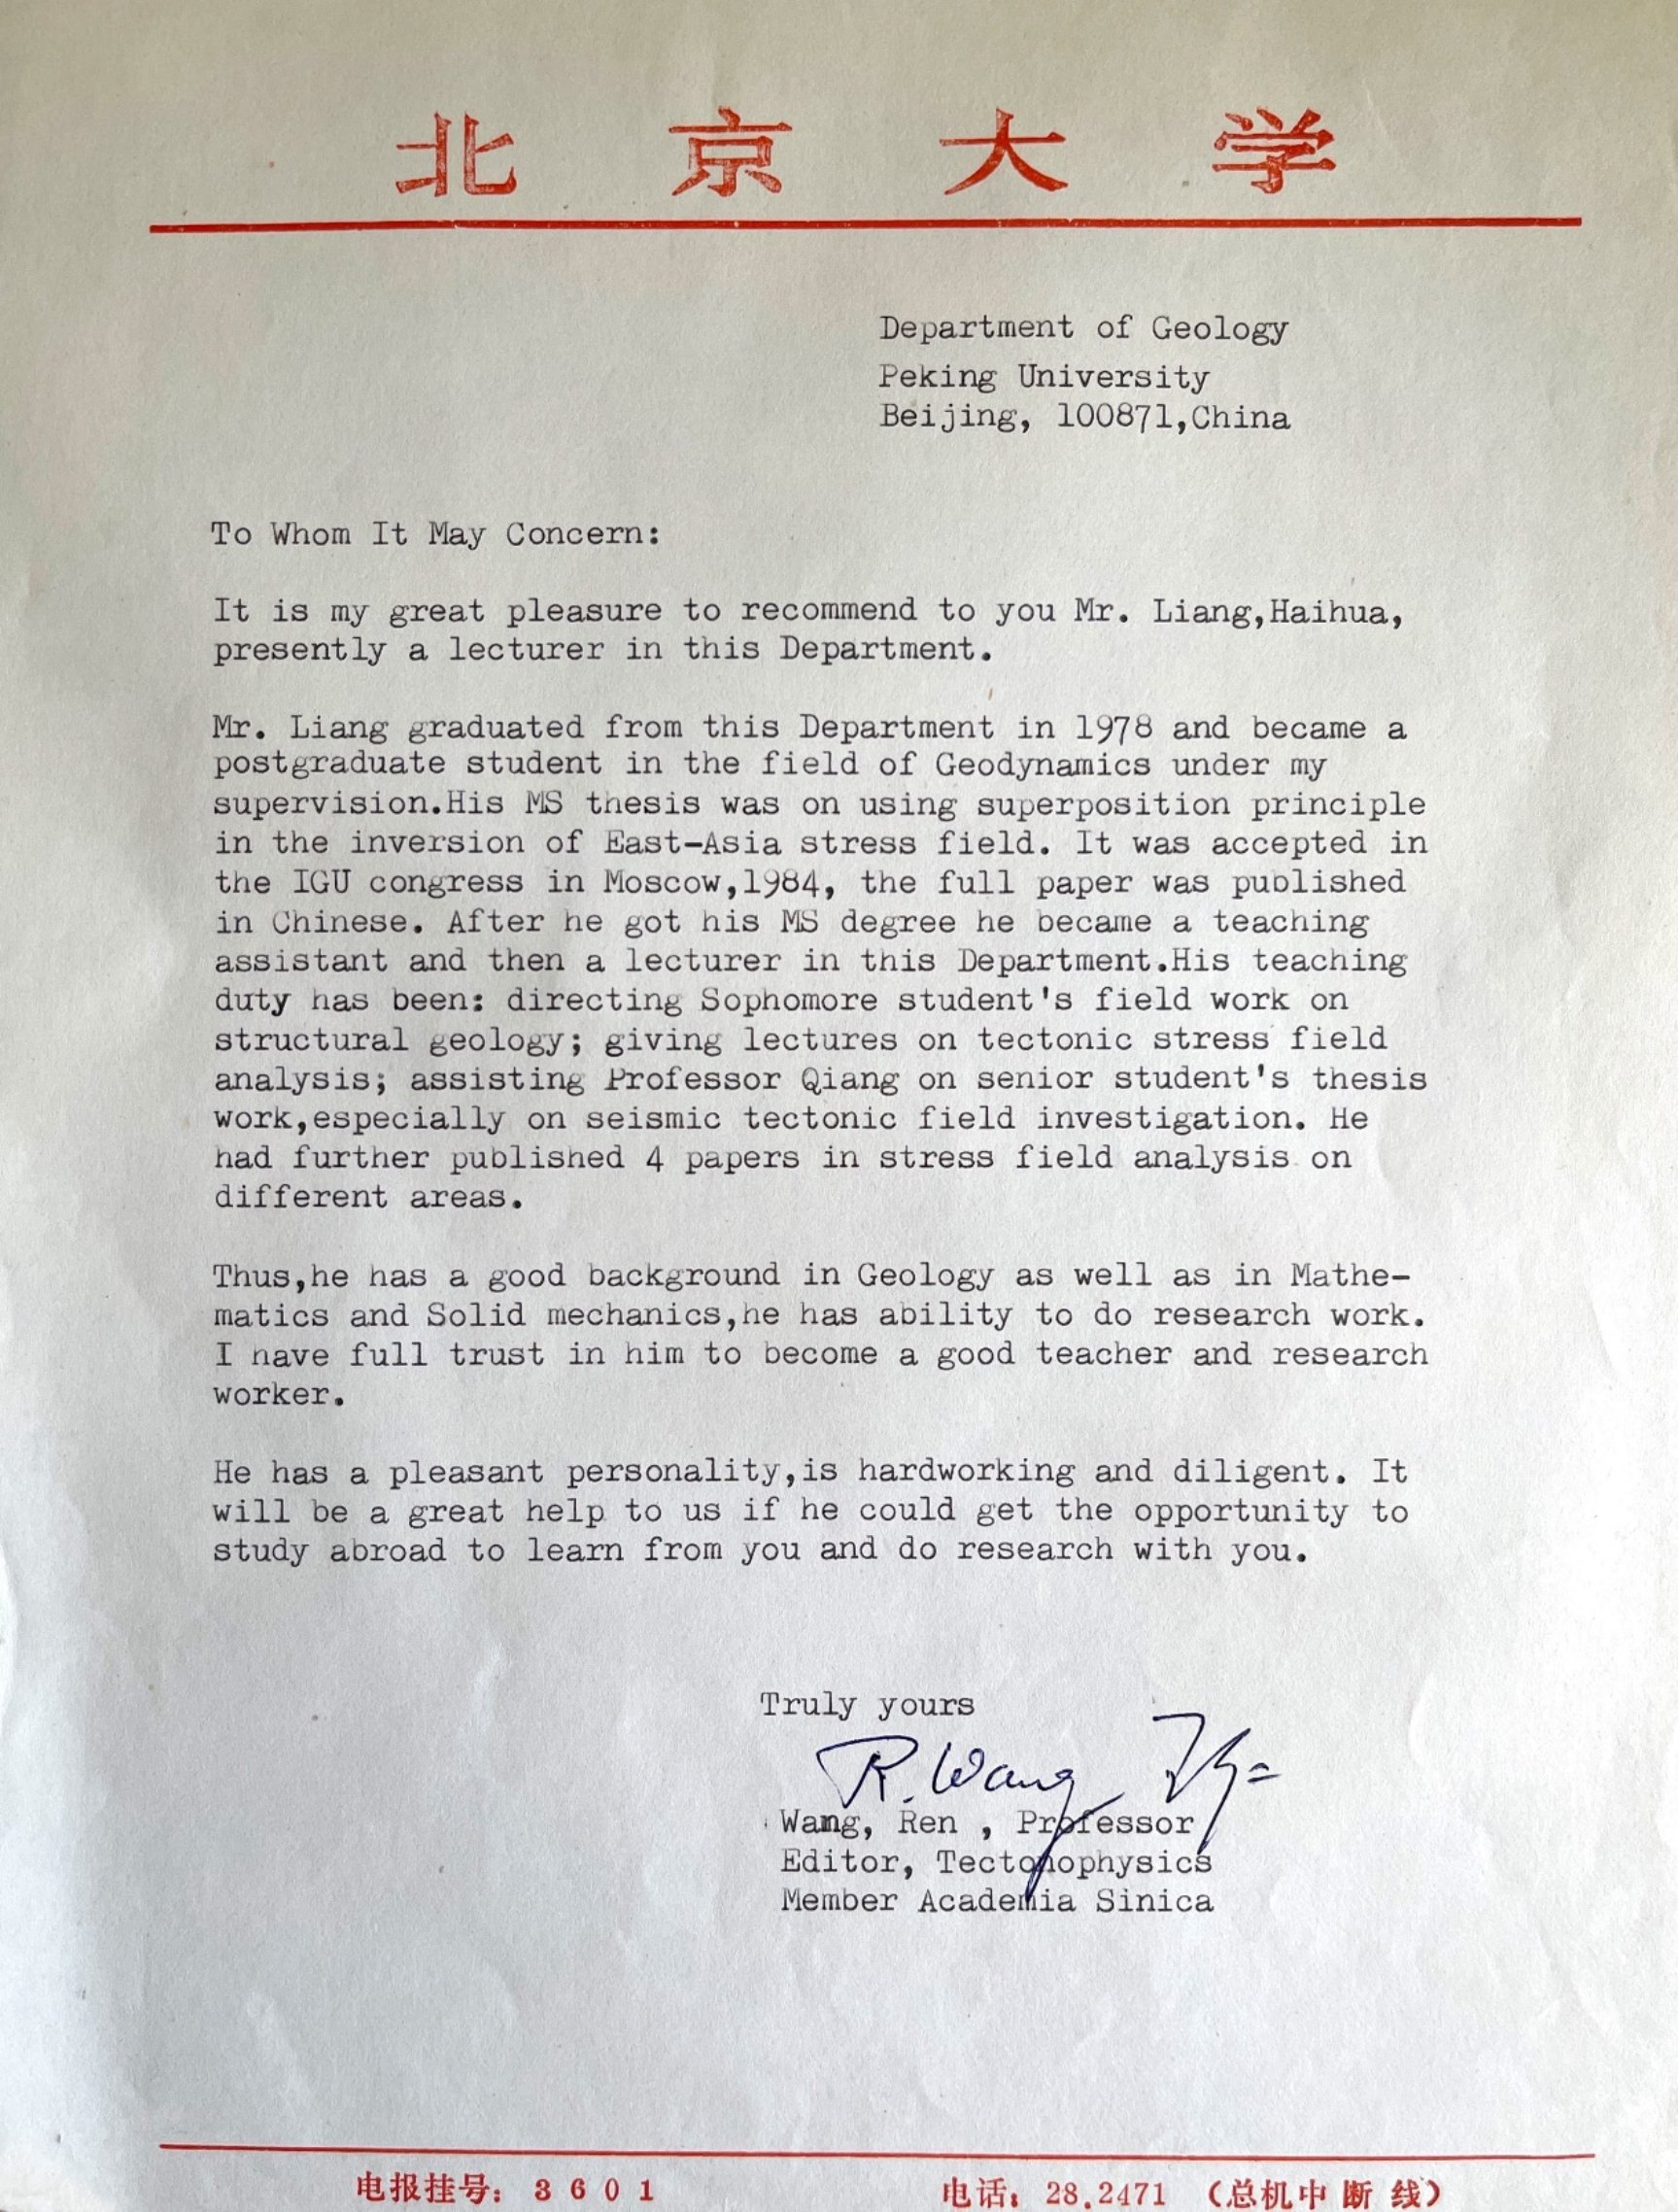 北京大学
Department of Geology
Peking University
Beijing, 100871,China
To Whom It May Concern:
It is my great pleasure to recommend to you Mr. Liang,Haihua,
presently a lecturer in this Department.
Mr. Liang graduated from this Department in 1978 and became a
postgraduate student in the field of Geodynamics under my
supervision.His MS thesis was on using superposition principle
in the inversion of East-Asia stress field. It was accepted in
the IGU congress in Moscow,1984, the full paper was published
in Chinese. After he got his MS degree he became a teaching
assistant and then a lecturer in this Department.His teaching
duty has been: directing Sophomore student's field work on
structural geology; giving lectures on tectonic stress field
analysis; assisting Professor Qiang on senior student's thesis
work,especially on seismic tectonic field investigation. He
had further published 4 papers in stress field analysis on
different areas.
Thus,he has a good background in Geology as well as in Mathe-
matics and Solid mechanics,he has ability to do research work.
I have full trust in him to become a good teacher and research
worker.
He has a pleasant personality,is hardworking and diligent. It
will be a great help to us if he could get the opportunity to
study abroad to learn from you and do research with you.
Truly yours
R. Wang
Wang, Ren , Professor
Editor, Tectonophysics
Member Academia Sinica
电报挂号：3601 电话：28.2471 （总机中断线）